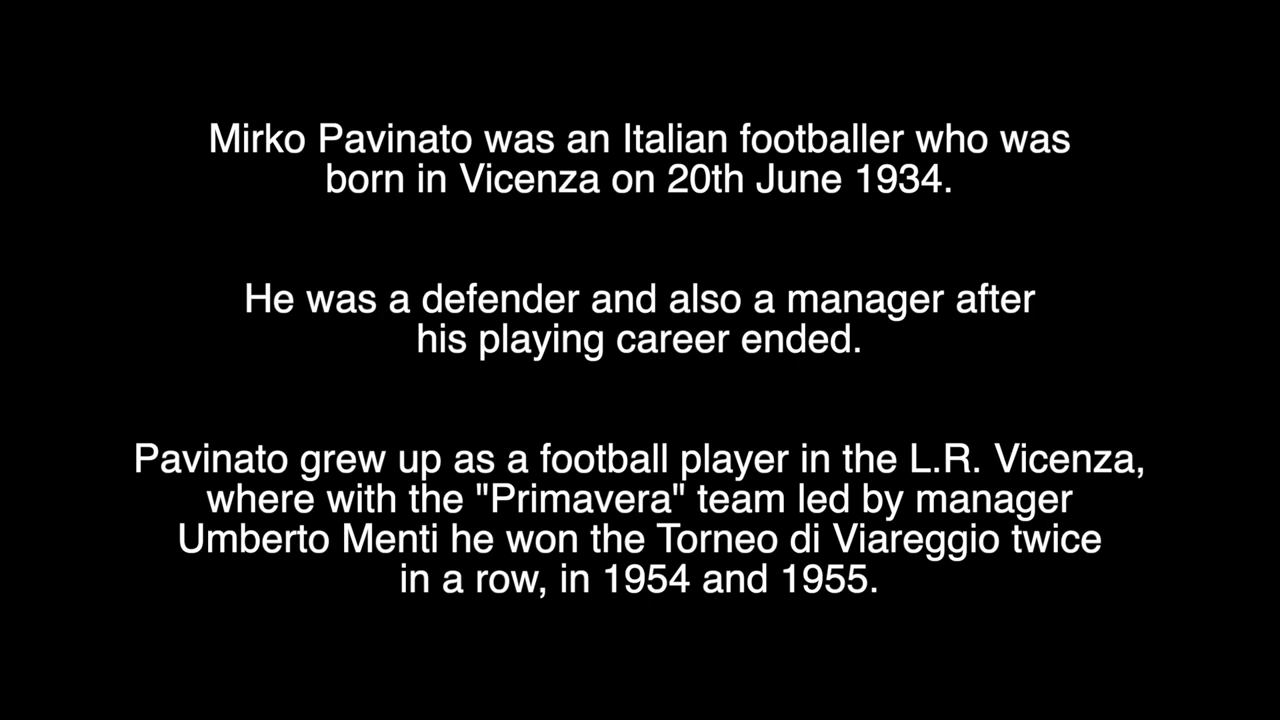 Mirko Pavinato was an Italian footballer who was
born in Vicenza on 20th June 1934.
He was a defender and also a manager after
his playing career ended.
Pavinato grew up as a football player in the L.R. Vicenza,
where with the "Primavera" team led by manager
Umberto Menti he won the Torneo di Viareggio twice
in a row, in 1954 and 1955.